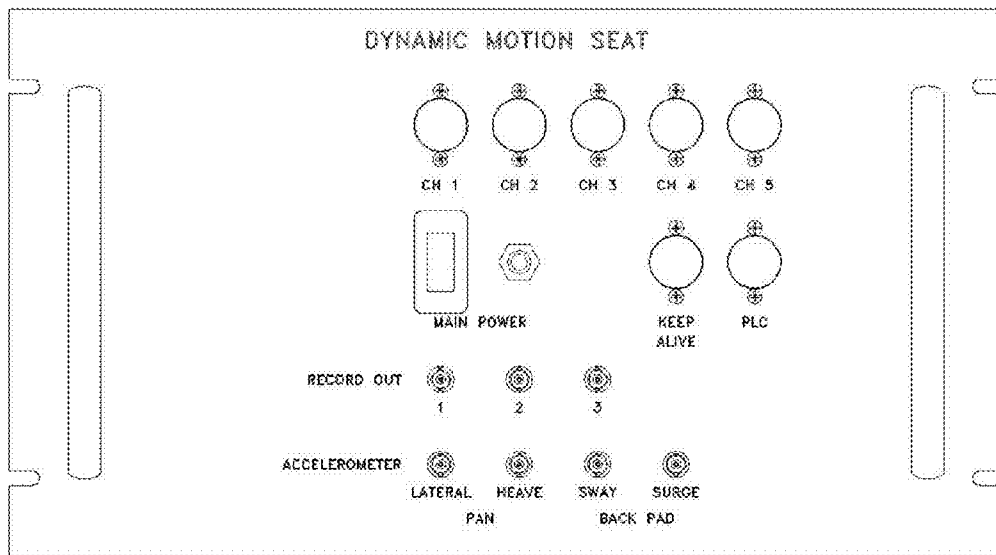 DYNAMIC MOTION SEAT
CH 1 CH 2 CH 3 CH 4 CH 5
MAIN POWER KEEP ALIVE PLC
RECORD OUT
1 2 3
ACCELEROMETER
LATERAL HEAVE SWAY SURGE
PAN BACK PAD